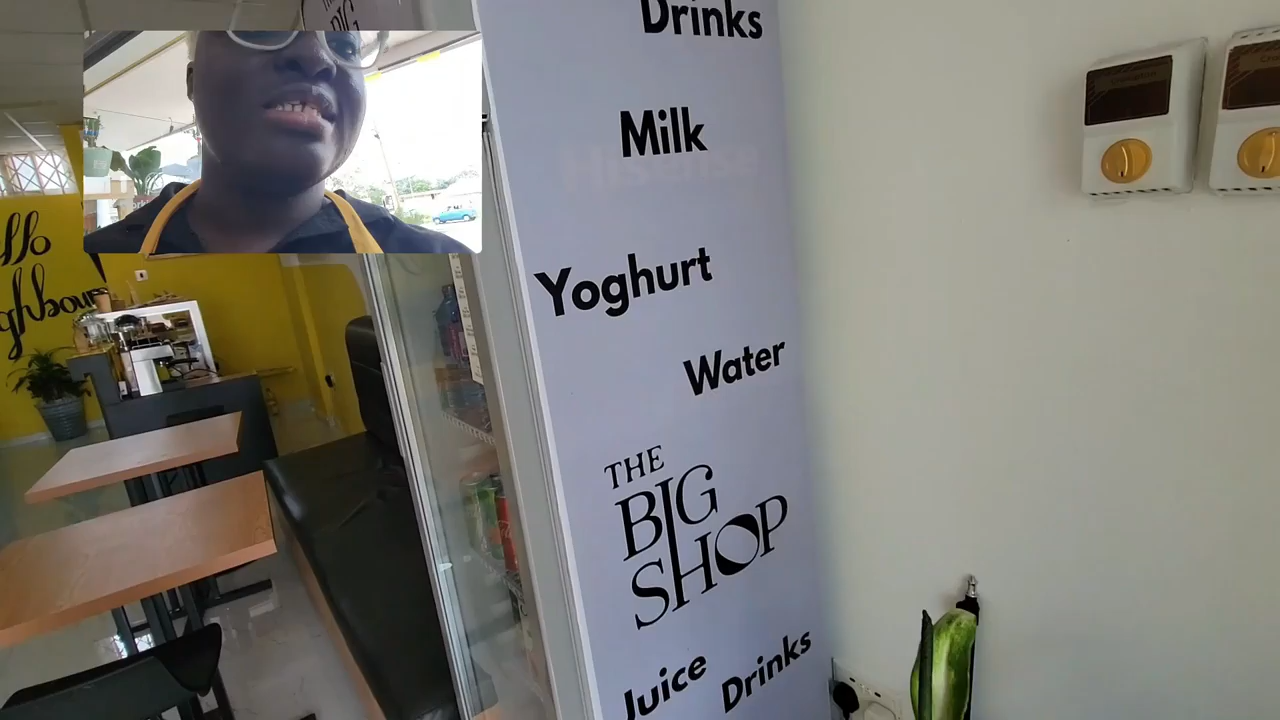 Drinks
Milk
Yoghurt
Water
THE
BIG
SHOP
Juice
Drinks